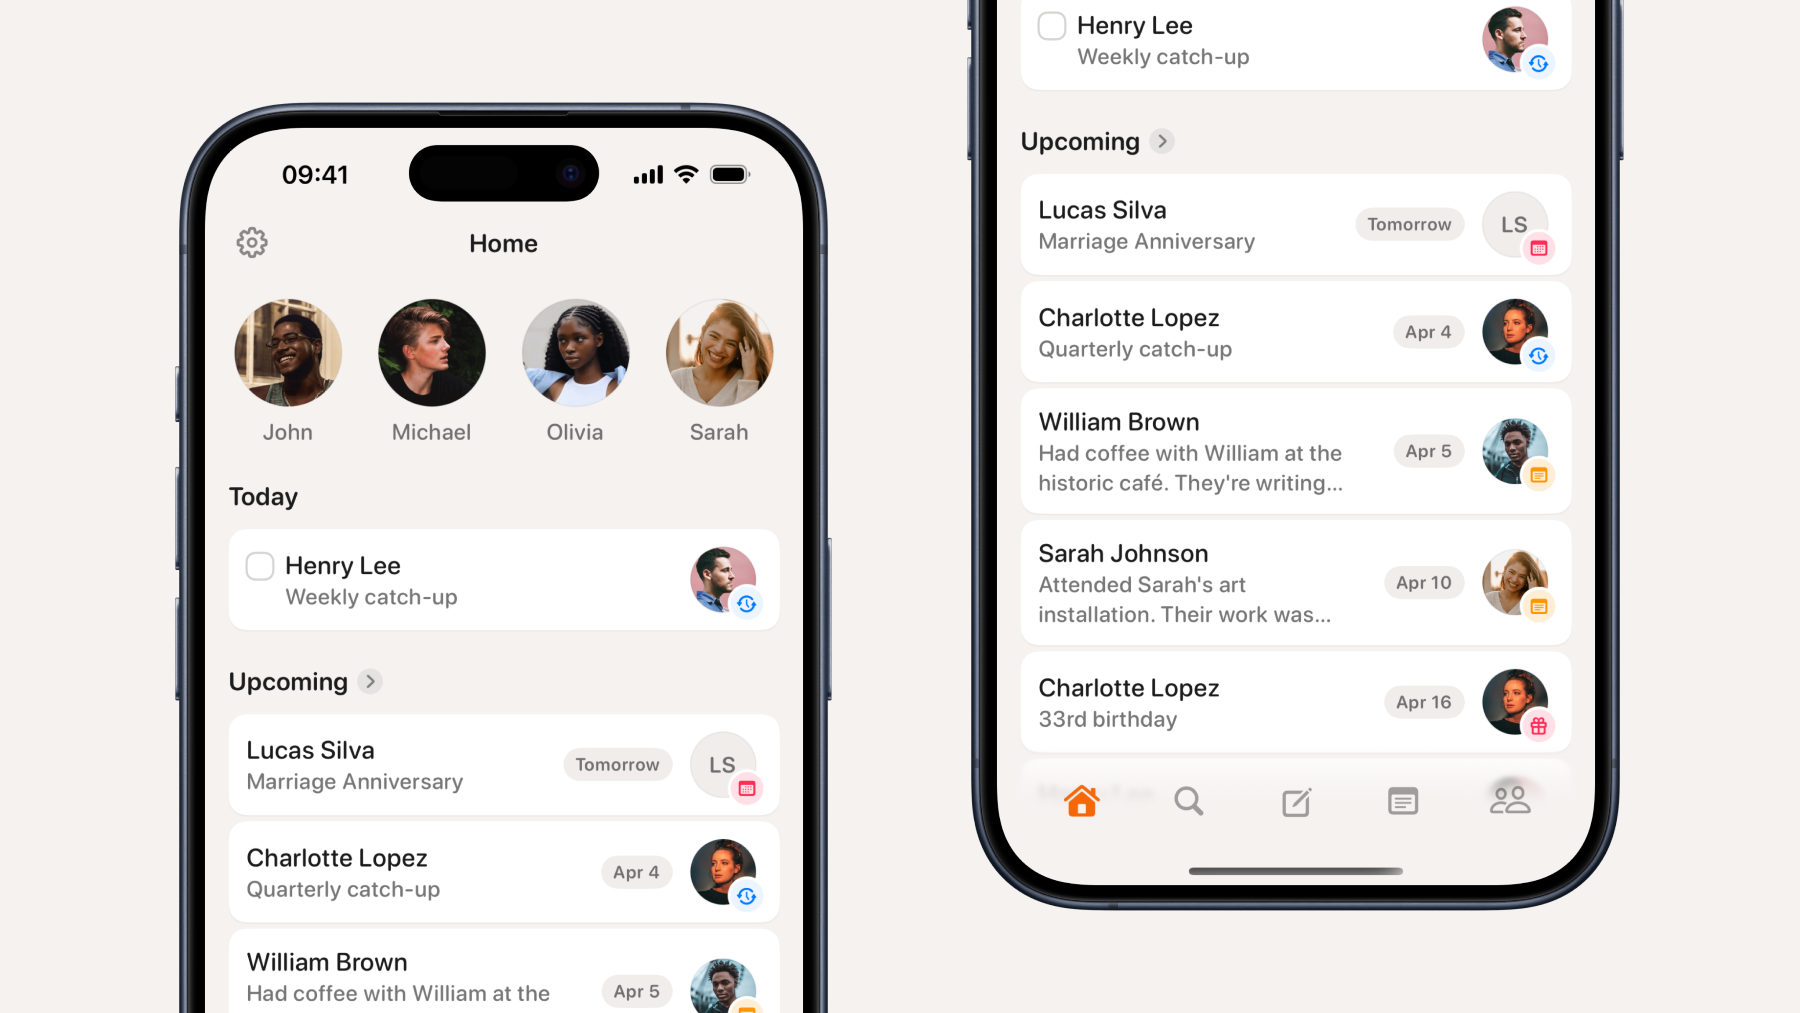 09:41
Home
John
Michael
Olivia
Sarah
Today
Henry Lee
Weekly catch-up
Upcoming
Lucas Silva
Marriage Anniversary
Tomorrow
LS
Charlotte Lopez
Quarterly catch-up
Apr 4
William Brown
Had coffee with William at the
Apr 5
Henry Lee
Weekly catch-up
Upcoming
Lucas Silva
Marriage Anniversary
Tomorrow
LS
Charlotte Lopez
Quarterly catch-up
Apr 4
William Brown
Had coffee with William at the
historic café. They're writing...
Apr 5
Sarah Johnson
Attended Sarah's art
installation. Their work was...
Apr 10
Charlotte Lopez
33rd birthday
Apr 16